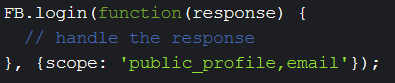 FB.login(function(response) {
// handle the response
}, {scope: 'public_profile,email'});